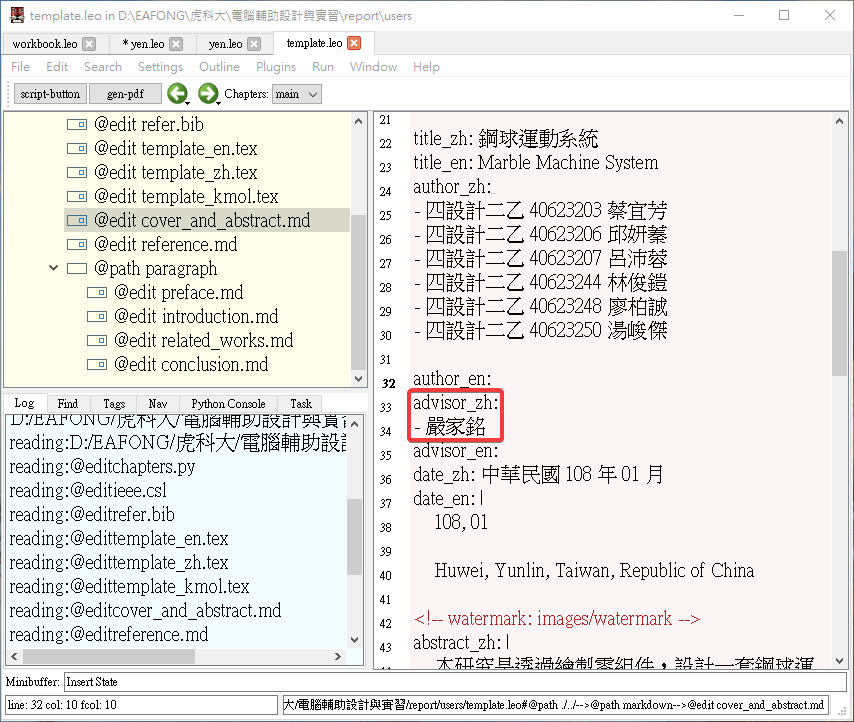 template.leo in D:\EAFONG\虎科大\電腦輔助設計與實習\report\users
workbook.leo
* yen.leo
yen.leo
template.leo
File Edit Search Settings Outline Plugins Run Window Help
script-button gen-pdf Chapters: main
@edit refer.bib
@edit template_en.tex
@edit template_zh.tex
@edit template_kmol.tex
@edit cover_and_abstract.md
@edit reference.md
@path paragraph
@edit preface.md
@edit introduction.md
@edit related_works.md
@edit conclusion.md
Log Find Tags Nav Python Console Task
D:/EAFONG/虎科大/電腦輔助設計與實習
reading:D:/EAFONG/虎科大/電腦輔助設
reading:@editchapters.py
reading:@editieee.csl
reading:@editrefer.bib
reading:@edittemplate_en.tex
reading:@edittemplate_zh.tex
reading:@edittemplate_kmol.tex
reading:@editcover_and_abstract.md
reading:@editreference.md
21
22 title_zh: 鋼球運動系統
23 title_en: Marble Machine System
24 author_zh:
25 - 四設計二乙 40623203 蔡宜芳
26 - 四設計二乙 40623206 邱妍蓁
27 - 四設計二乙 40623207 呂沛蓉
28 - 四設計二乙 40623244 林俊鎧
29 - 四設計二乙 40623248 廖柏誠
30 - 四設計二乙 40623250 湯峻傑
31
32 author_en:
33 advisor_zh:
34 - 嚴家銘
35 advisor_en:
36 date_zh: 中華民國 108 年 01 月
37 date_en: |
38 108, 01
39
40 Huwei, Yunlin, Taiwan, Republic of China
41
42 <!-- watermark: images/watermark -->
43 abstract_zh: |
44 本研究是透過繪製零組件，設計一套鋼球運
Minibuffer: Insert State
line: 32 col: 10 fcol: 10
大/電腦輔助設計與實習/report/users/template.leo#@path ./../-->@path markdown-->@edit cover_and_abstract.md